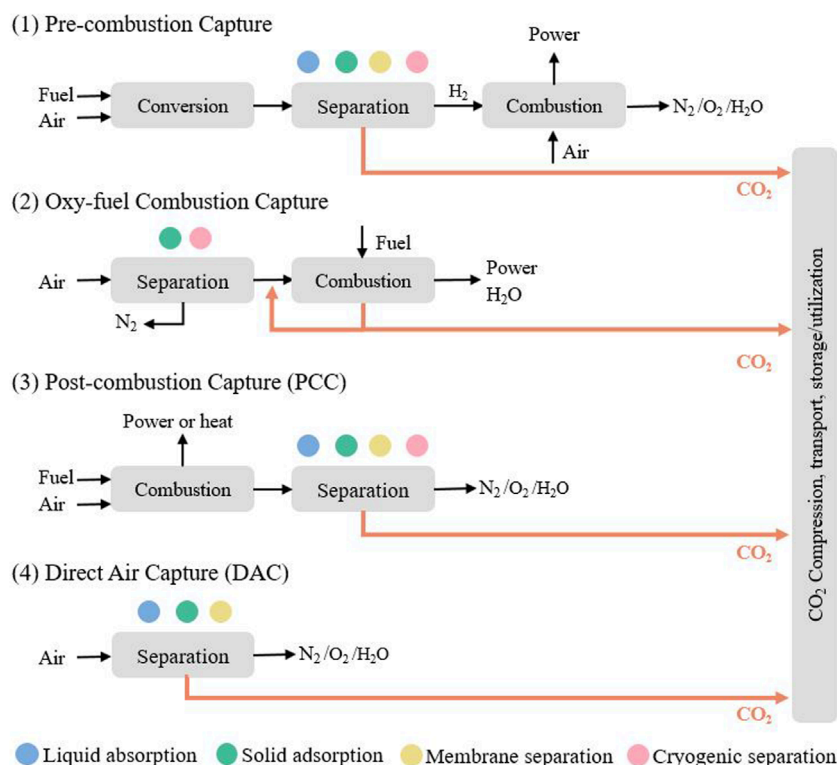 (1) Pre-combustion Capture
Power
Fuel
Air
Conversion
Separation
H₂
Combustion
N₂/O₂/H₂O
Air
CO₂
(2) Oxy-fuel Combustion Capture
Fuel
Air
Separation
Combustion
Power
H₂O
N₂
CO₂
(3) Post-combustion Capture (PCC)
Power or heat
Fuel
Air
Combustion
Separation
N₂/O₂/H₂O
CO₂
(4) Direct Air Capture (DAC)
Air
Separation
N₂/O₂/H₂O
CO₂
CO₂ Compression, transport, storage/utilization
Liquid absorption
Solid adsorption
Membrane separation
Cryogenic separation